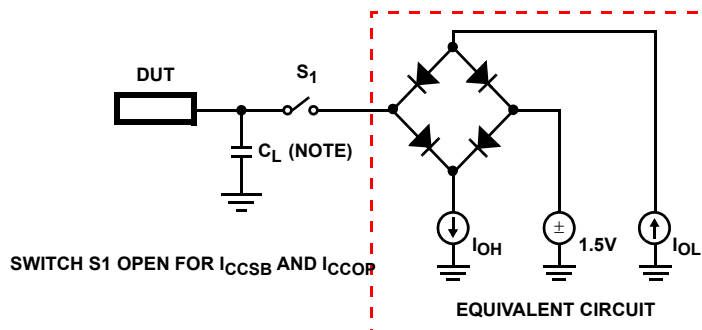 DUT
S1
CL (NOTE)
IOH
±
1.5V
IOL
SWITCH S1 OPEN FOR ICCSB AND ICCOP
EQUIVALENT CIRCUIT